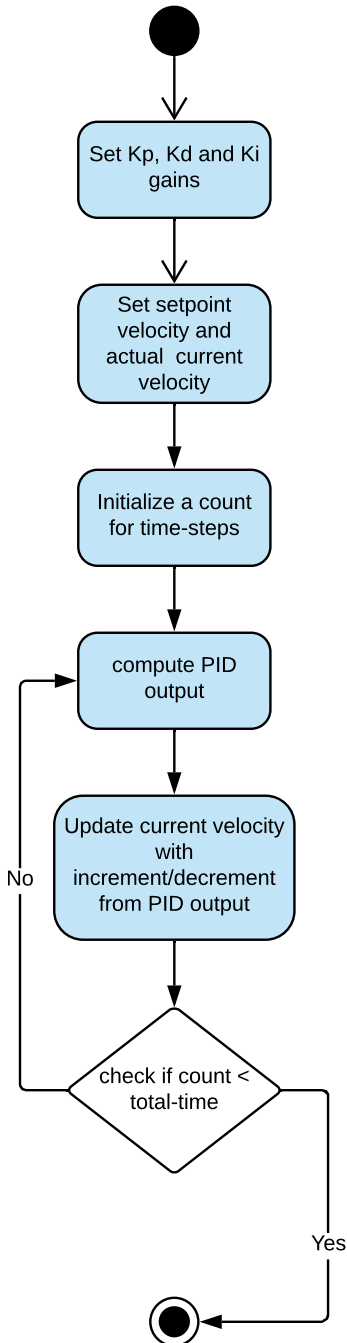 Set Kp, Kd and Ki
gains
Set setpoint
velocity and
actual current
velocity
Initialize a count
for time-steps
compute PID
output
Update current velocity
with
increment/decrement
from PID output
No
check if count <
total-time
Yes